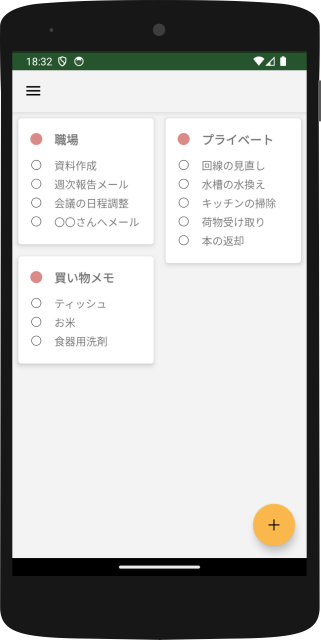 18:32
職場
資料作成
週次報告メール
会議の日程調整
〇〇さんへメール
プライベート
回線の見直し
水槽の水換え
キッチンの掃除
荷物受け取り
本の返却
買い物メモ
ティッシュ
お米
食器用洗剤